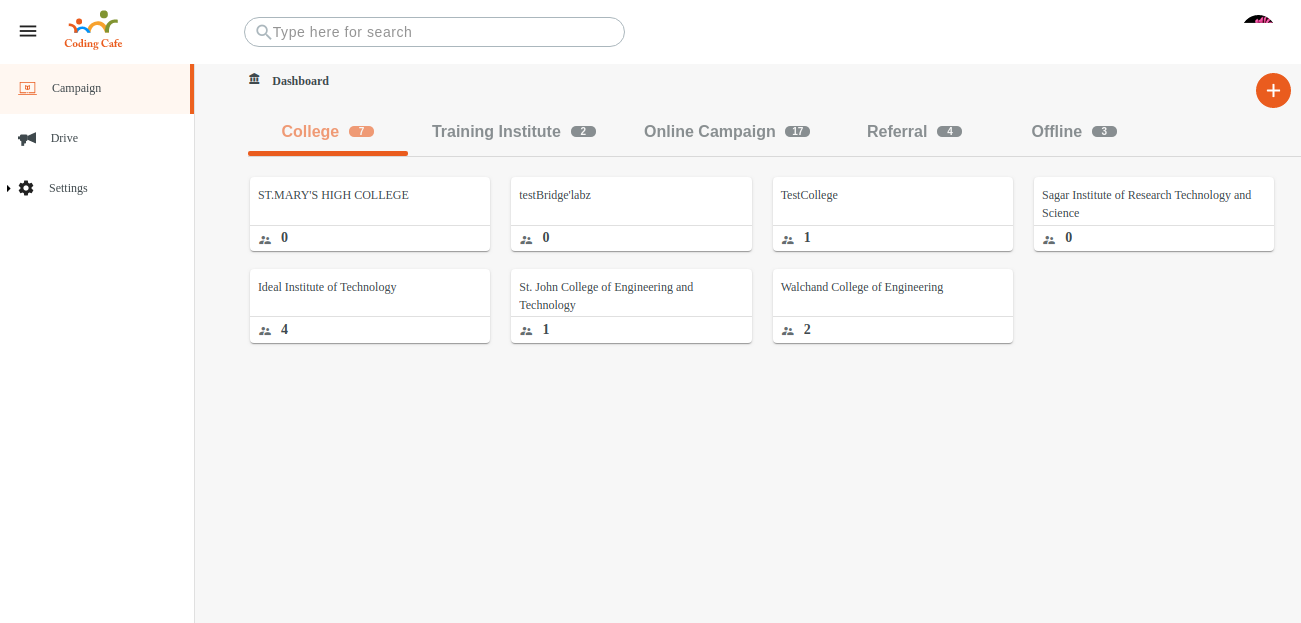 Type here for search
Coding Cafe
Campaign
Drive
Settings
Dashboard
College 7 Training Institute 2 Online Campaign 17 Referral 4 Offline 3
ST.MARY'S HIGH COLLEGE
0
testBridge'labz
0
TestCollege
1
Sagar Institute of Research Technology and
Science
0
Ideal Institute of Technology
4
St. John College of Engineering and
Technology
1
Walchand College of Engineering
2